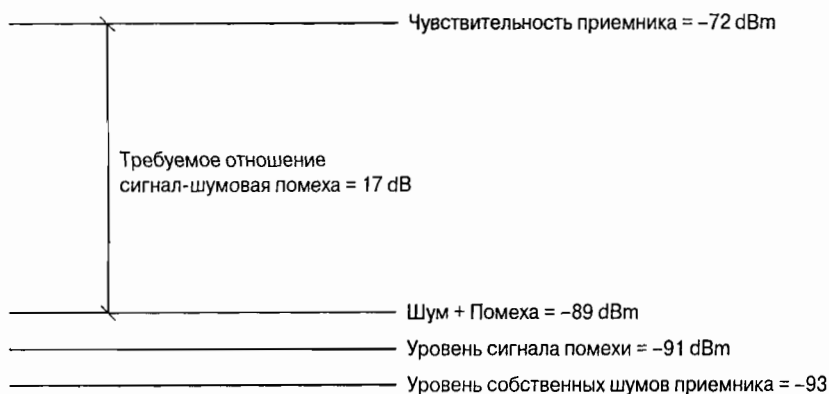 Чувствительность приемника = –72 dBm
Требуемое отношение
сигнал-шумовая помеха = 17 dB
Шум + Помеха = –89 dBm
Уровень сигнала помехи = –91 dBm
Уровень собственных шумов приемника = –93